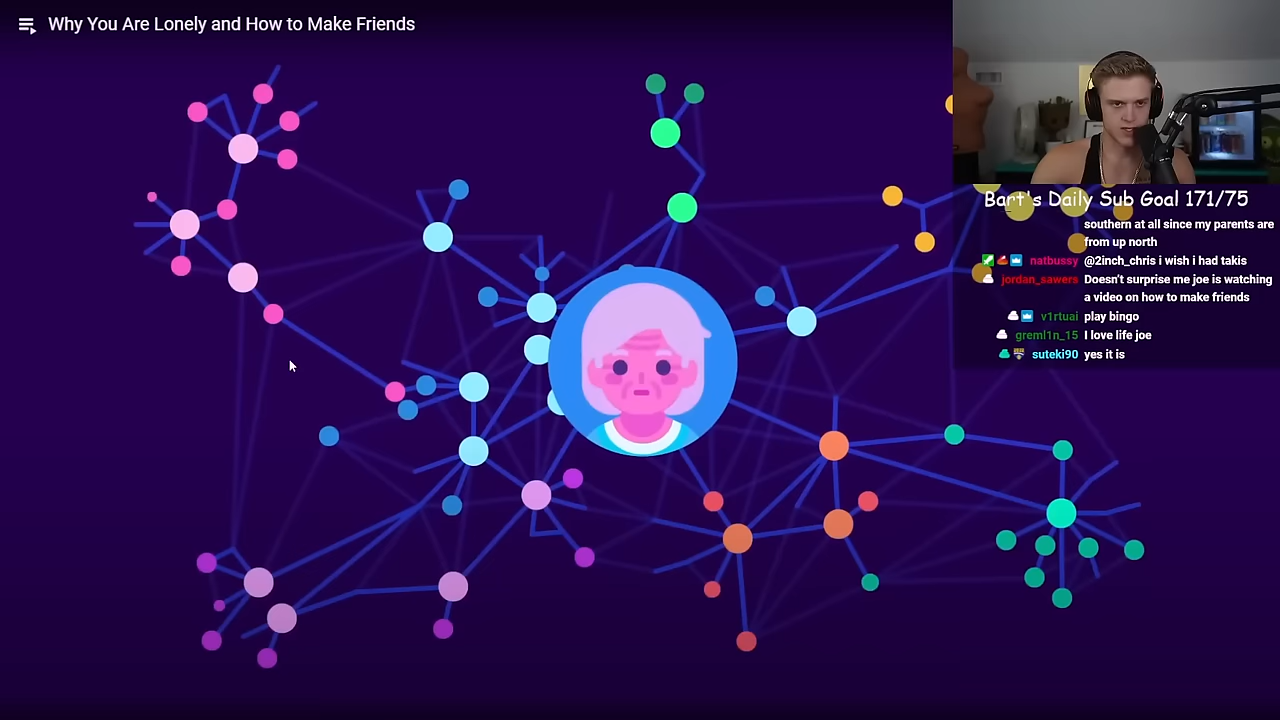 Why You Are Lonely and How to Make Friends
Bart's Daily Sub Goal 171/75
southern at all since my parents are
from up north
natbussy @2inch_chris i wish i had takis
jordan_sawers Doesn't surprise me joe is watching
a video on how to make friends
v1rtuai play bingo
greml1n_15 I love life joe
suteki90 yes it is